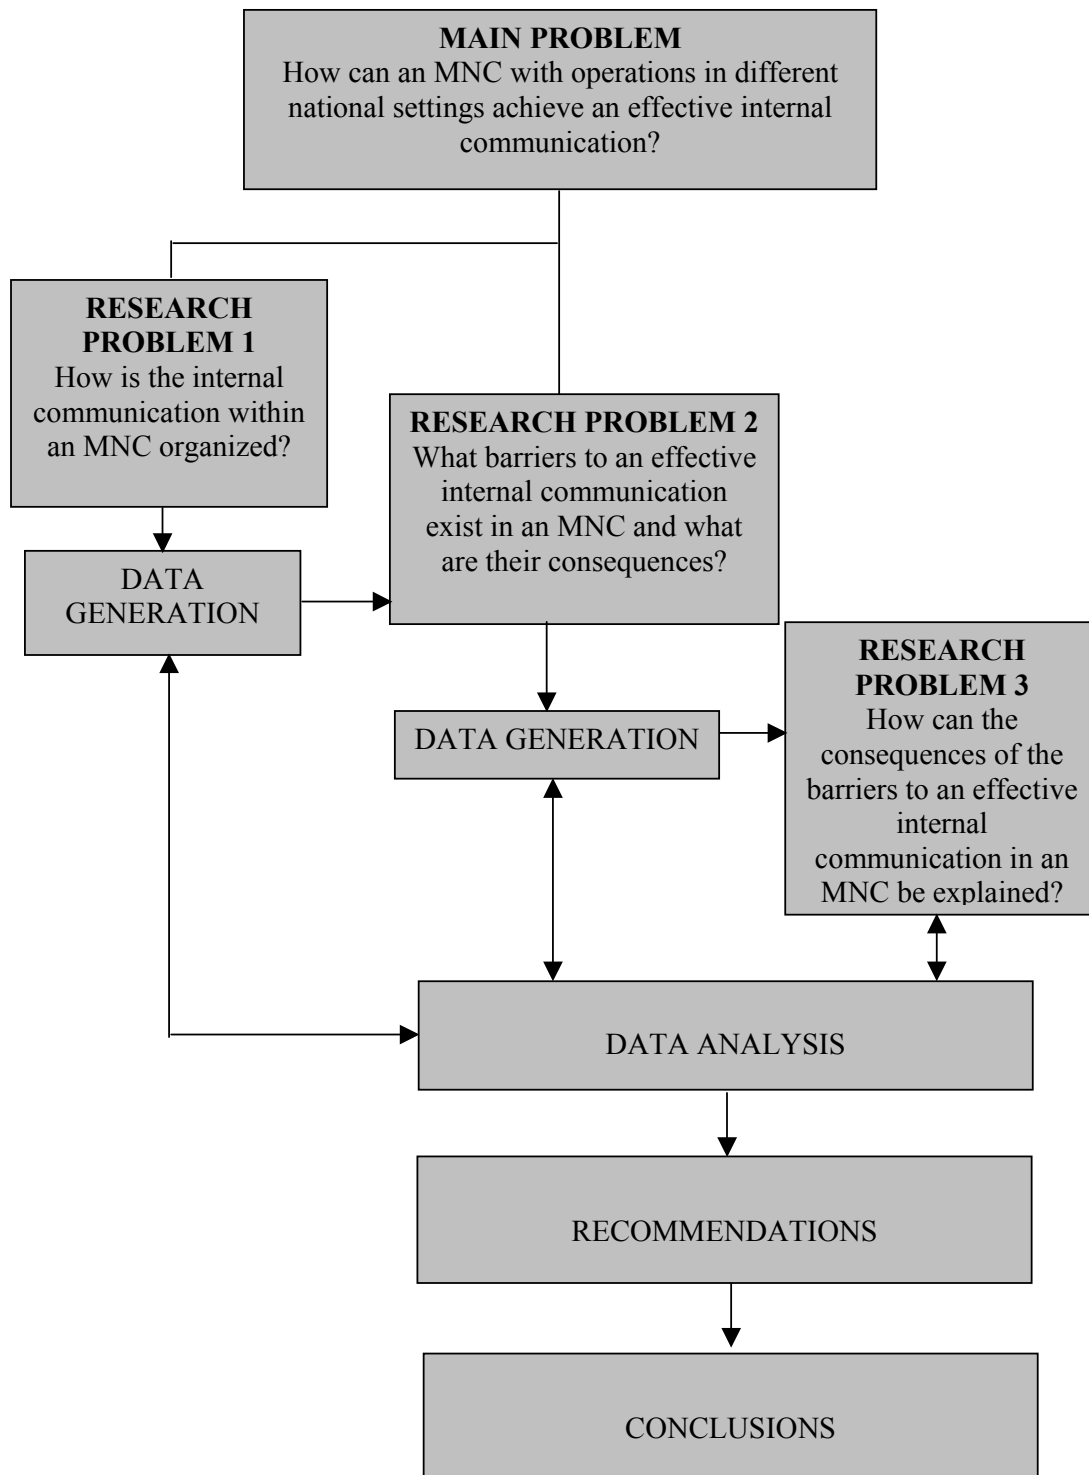 MAIN PROBLEM
How can an MNC with operations in different
national settings achieve an effective internal
communication?
RESEARCH
PROBLEM 1
How is the internal
communication within
an MNC organized?
DATA
GENERATION
RESEARCH PROBLEM 2
What barriers to an effective
internal communication
exist in an MNC and what
are their consequences?
DATA GENERATION
RESEARCH
PROBLEM 3
How can the
consequences of the
barriers to an effective
internal
communication in an
MNC be explained?
DATA ANALYSIS
RECOMMENDATIONS
CONCLUSIONS